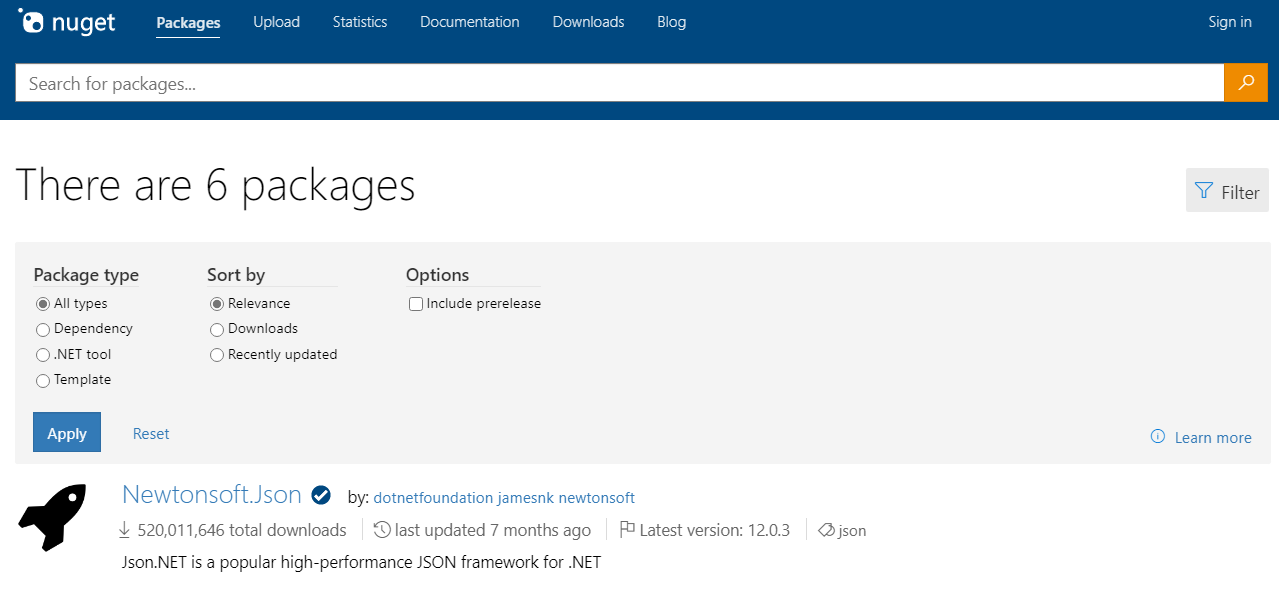 nuget Packages Upload Statistics Documentation Downloads Blog Sign in
Search for packages...
There are 6 packages
Filter
Package type Sort by Options
All types Relevance Include prerelease
Dependency Downloads
.NET tool Recently updated
Template
Apply Reset Learn more
Newtonsoft.Json by: dotnetfoundation jamesnk newtonsoft
520,011,646 total downloads last updated 7 months ago Latest version: 12.0.3 json
Json.NET is a popular high-performance JSON framework for .NET